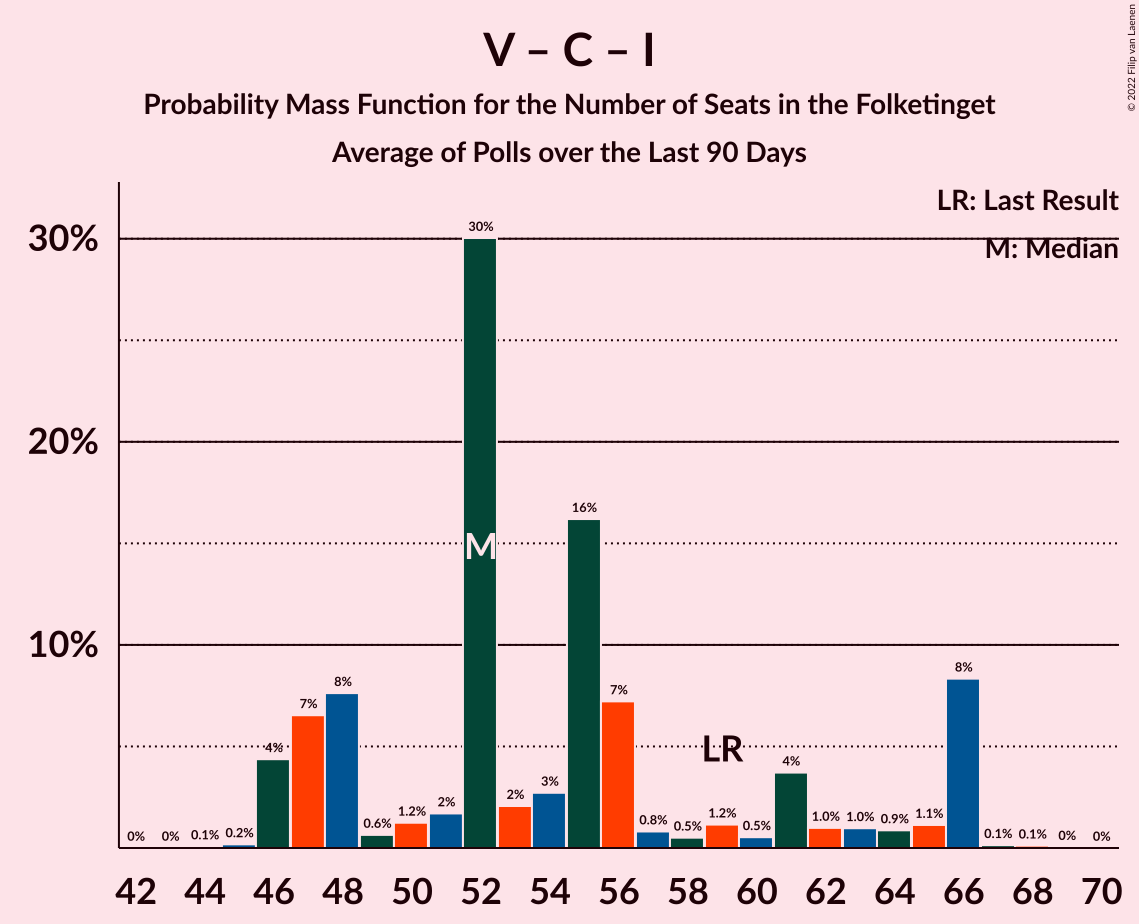 V – C – I
Probability Mass Function for the Number of Seats in the Folketinget
Average of Polls over the Last 90 Days
© 2022 Filip van Laenen
LR: Last Result
M: Median
30%
20%
10%
0% 0% 0.1% 0.2% 4% 7% 8% 0.6% 1.2% 2% 30% 2% 3% 16% 7% 0.8% 0.5% 1.2% 0.5% 4% 1.0% 1.0% 0.9% 1.1% 8% 0.1% 0.1% 0% 0%
M
LR
42 44 46 48 50 52 54 56 58 60 62 64 66 68 70